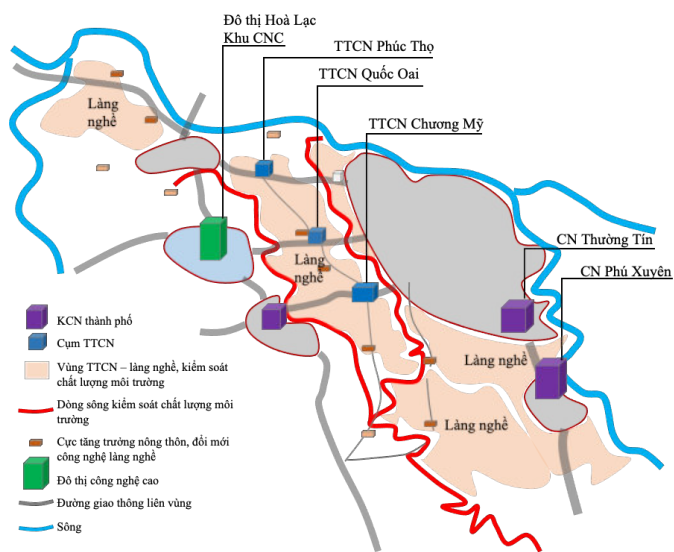 Đô thị Hoà Lạc
Khu CNC
TTCN Phúc Thọ
TTCN Quốc Oai
TTCN Chương Mỹ
Làng
nghề
CN Thường Tín
CN Phú Xuyên
Làng
nghề
Làng nghề
Làng nghề
KCN thành phố
Cụm TTCN
Vùng TTCN – làng nghề, kiểm soát
chất lượng môi trường
Dòng sông kiểm soát chất lượng môi
trường
Cực tăng trưởng nông thôn, đổi mới
công nghệ làng nghề
Đô thị công nghệ cao
Đường giao thông liên vùng
Sông